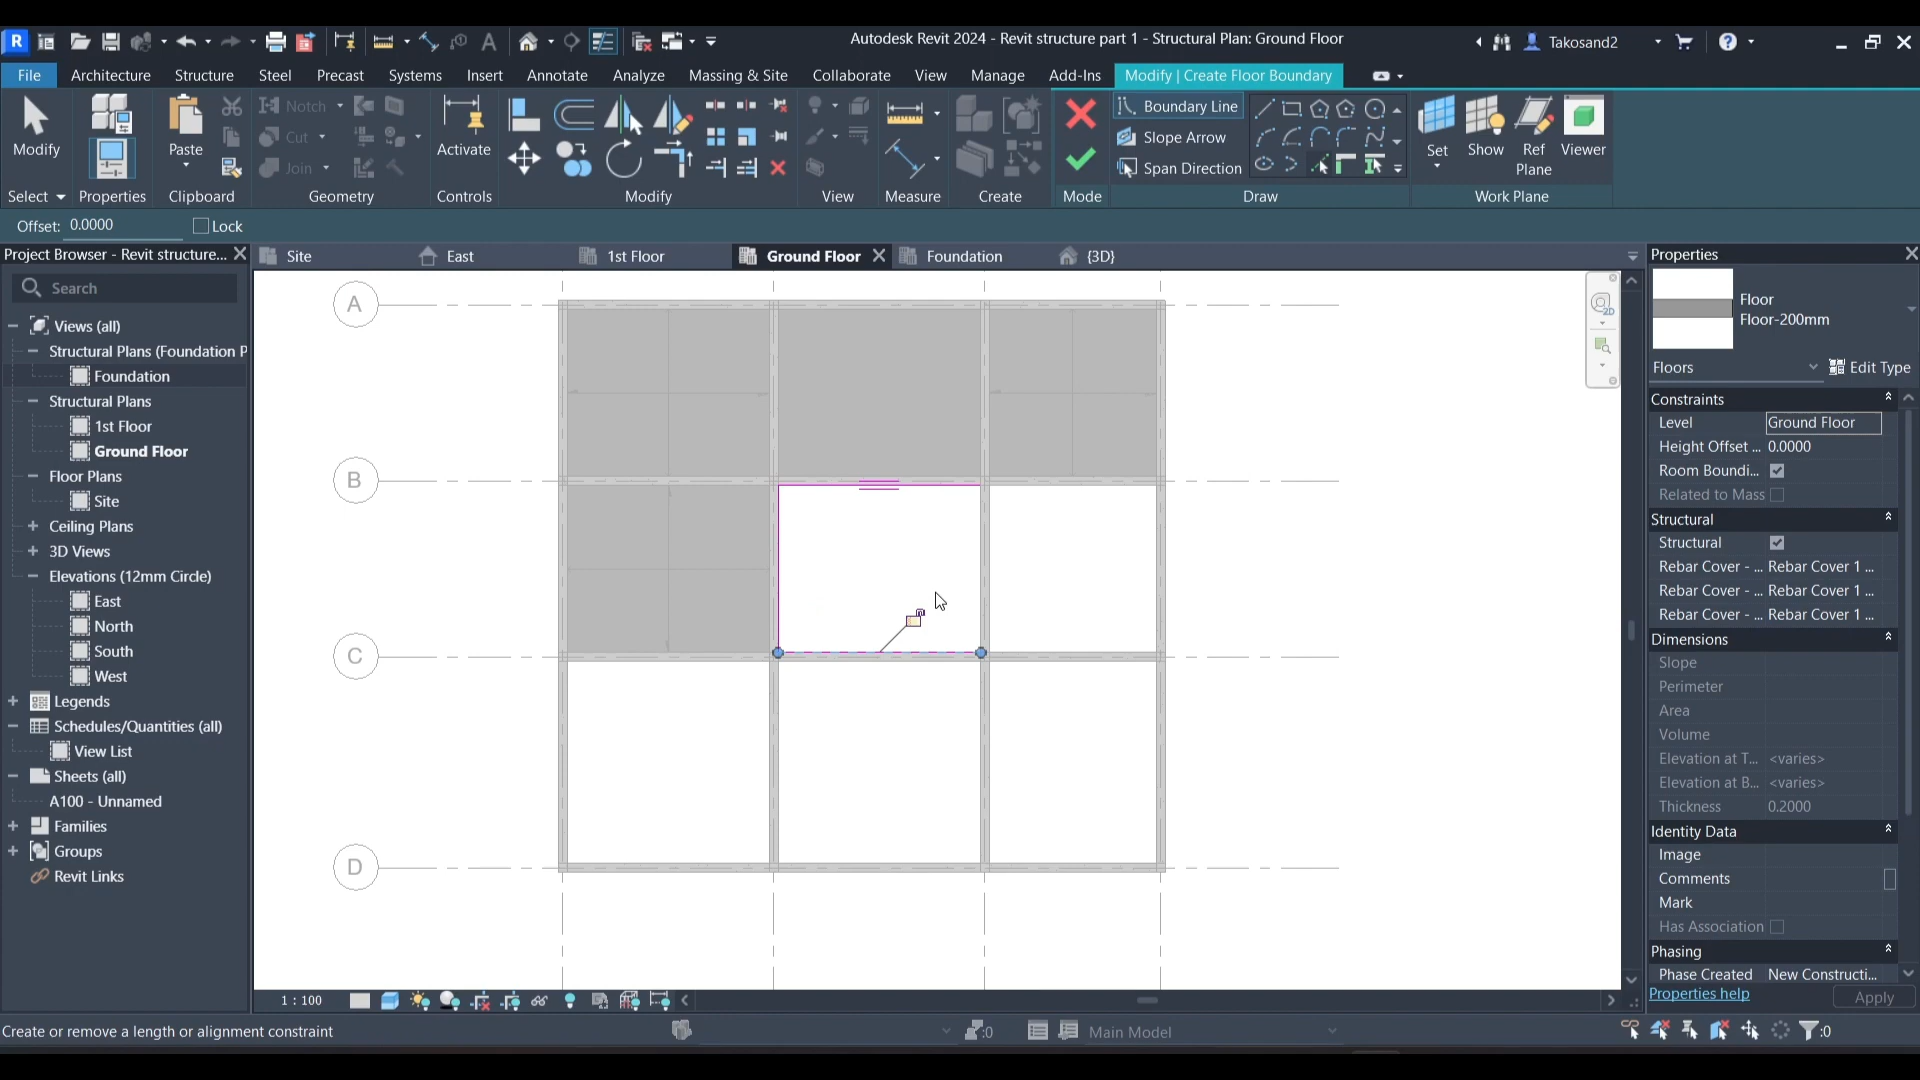 Autodesk Revit 2024 - Revit structure part 1 - Structural Plan: Ground Floor
Takosand2
File Architecture Structure Steel Precast Systems Insert Annotate Analyze Massing & Site Collaborate View Manage Add-Ins Modify | Create Floor Boundary
Modify
Paste
Notch
Cut
Join
Activate
Boundary Line
Slope Arrow
Span Direction
Set
Show
Ref Plane
Viewer
Select Properties Clipboard Geometry Controls Modify View Measure Create Mode Draw Work Plane
Offset: 0.0000 Lock
Project Browser - Revit structure...
Search
Views (all)
Structural Plans (Foundation P
Foundation
Structural Plans
1st Floor
Ground Floor
Floor Plans
Site
Ceiling Plans
3D Views
Elevations (12mm Circle)
East
North
South
West
Legends
Schedules/Quantities (all)
View List
Sheets (all)
A100 - Unnamed
Families
Groups
Revit Links
Site East 1st Floor Ground Floor Foundation {3D}
A
B
C
D
2D
Properties
Floor
Floor-200mm
Floors Edit Type
Constraints
Level Ground Floor
Height Offset ... 0.0000
Room Boundi...
Related to Mass
Structural
Structural
Rebar Cover - ... Rebar Cover 1 ...
Rebar Cover - ... Rebar Cover 1 ...
Rebar Cover - ... Rebar Cover 1 ...
Dimensions
Slope
Perimeter
Area
Volume
Elevation at T... <varies>
Elevation at B... <varies>
Thickness 0.2000
Identity Data
Image
Comments
Mark
Has Association
Phasing
Phase Created New Constructi...
Properties help Apply
1 : 100
Create or remove a length or alignment constraint
:0
Main Model
:0